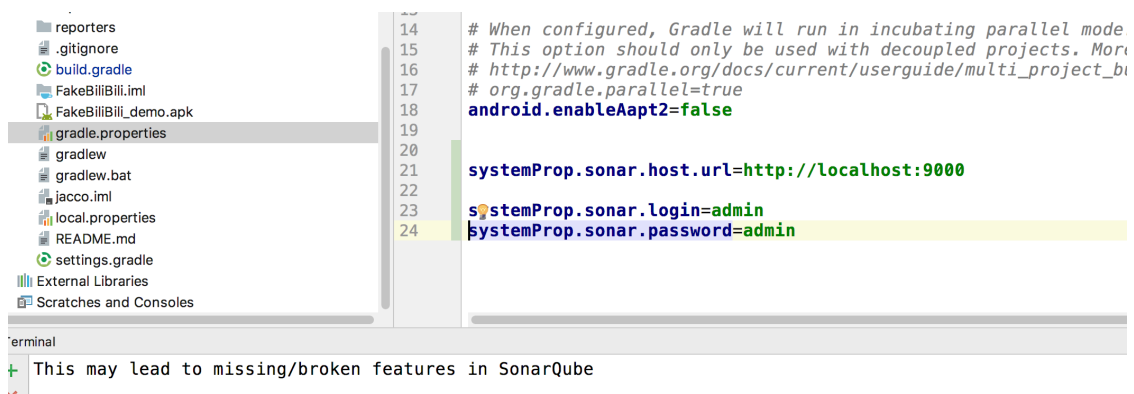 reporters
.gitignore
build.gradle
FakeBiliBili.iml
FakeBiliBili_demo.apk
gradle.properties
gradlew
gradlew.bat
jacco.iml
local.properties
README.md
settings.gradle
External Libraries
Scratches and Consoles
14 # When configured, Gradle will run in incubating parallel mode
15 # This option should only be used with decoupled projects. More
16 # http://www.gradle.org/docs/current/userguide/multi_project_bu
17 # org.gradle.parallel=true
18 android.enableAapt2=false
19
20
21 systemProp.sonar.host.url=http://localhost:9000
22
23 systemProp.sonar.login=admin
24 systemProp.sonar.password=admin
Terminal
This may lead to missing/broken features in SonarQube